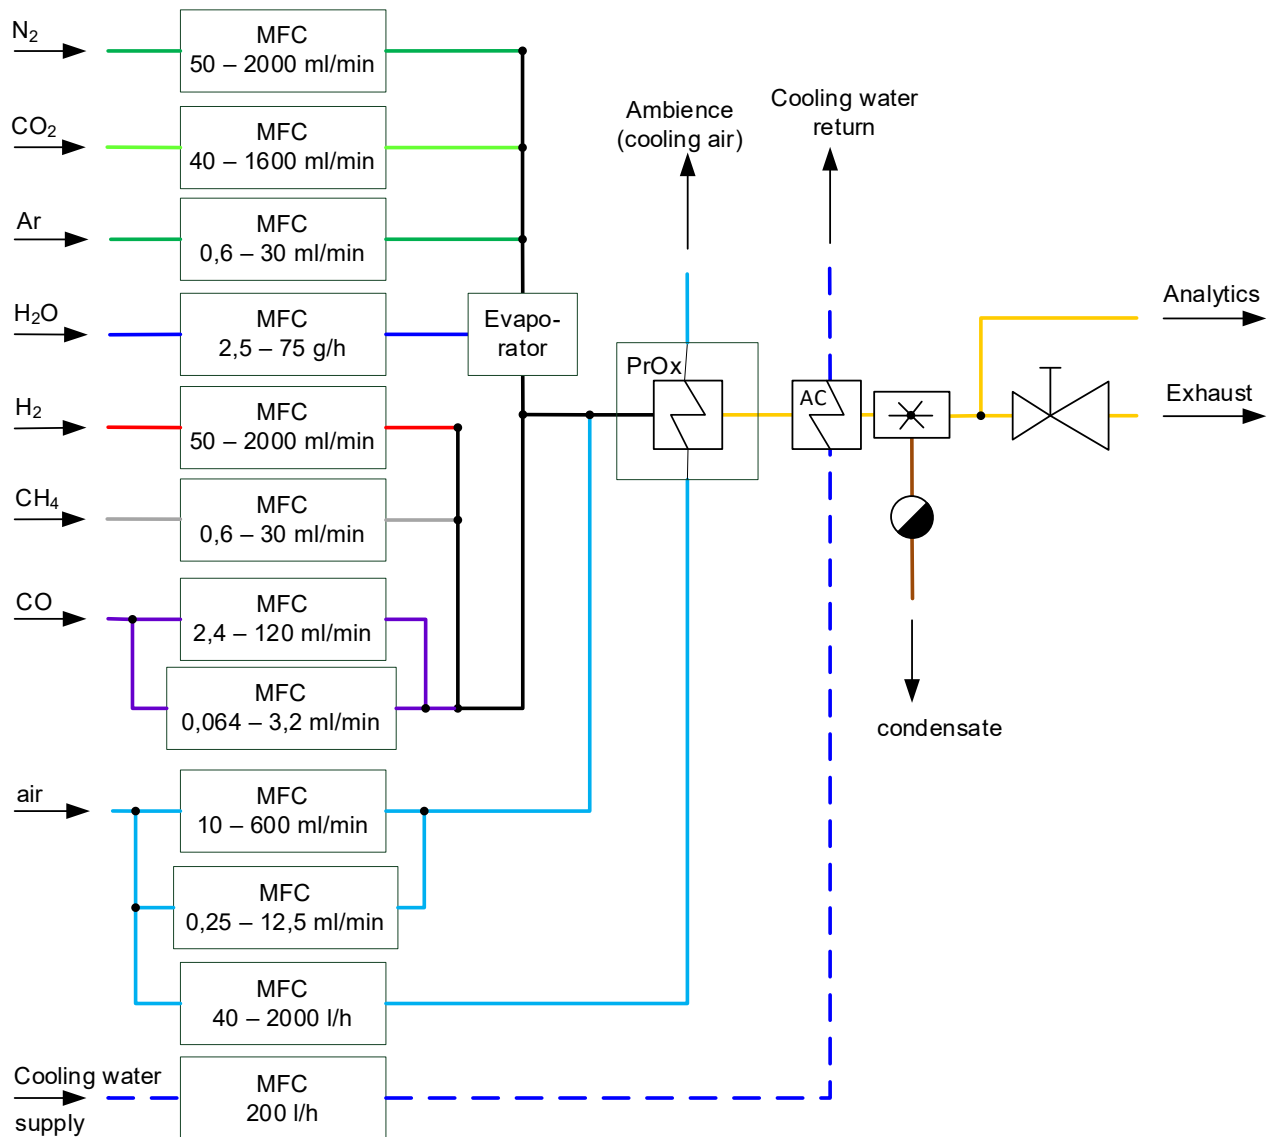 N₂
MFC
50 – 2000 ml/min
CO₂
MFC
40 – 1600 ml/min
Ar
MFC
0,6 – 30 ml/min
H₂O
MFC
2,5 – 75 g/h
Evapo-
rator
H₂
MFC
50 – 2000 ml/min
CH₄
MFC
0,6 – 30 ml/min
CO
MFC
2,4 – 120 ml/min
MFC
0,064 – 3,2 ml/min
air
MFC
10 – 600 ml/min
MFC
0,25 – 12,5 ml/min
MFC
40 – 2000 l/h
Cooling water
supply
MFC
200 l/h
Ambience
(cooling air)
Cooling water
return
PrOx
AC
Analytics
Exhaust
condensate